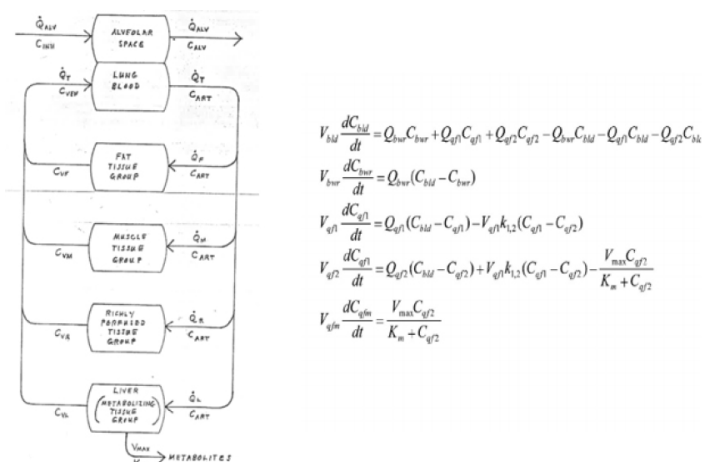 Q̇ALV
CINH
ALVEOLAR
SPACE
Q̇ALV
CALV
Q̇T
CVEN
LUNG
BLOOD
Q̇T
CART
CVF
FAT
TISSUE
GROUP
Q̇F
CART
CVM
MUSCLE
TISSUE
GROUP
Q̇M
CART
CVR
RICHLY
PERFUSED
TISSUE
GROUP
Q̇R
CART
CVL
LIVER
(METABOLIZING
TISSUE
GROUP)
Q̇L
CART
VMAX
METABOLITES
V_bld dC_bld/dt = Q_bwr C_bwr + Q_qf1 C_qf1 + Q_qf2 C_qf2 − Q_bwr C_bld − Q_qf1 C_bld − Q_qf2 C_blc
V_bwr dC_bwr/dt = Q_bwr (C_bld − C_bwr)
V_qf1 dC_qf1/dt = Q_qf1 (C_bld − C_qf1) − V_qf1 k_1,2 (C_qf1 − C_qf2)
V_qf2 dC_qf1/dt = Q_qf2 (C_bld − C_qf2) + V_qf1 k_1,2 (C_qf1 − C_qf2) − V_max C_qf2/K_m + C_qf2
V_qfm dC_qfm/dt = V_max C_qf2/K_m + C_qf2